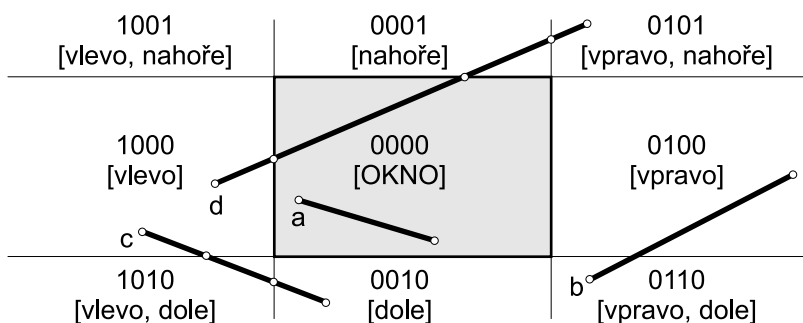 1001
[vlevo, nahoře]
0001
[nahoře]
0101
[vpravo, nahoře]
1000
[vlevo]
0000
[OKNO]
0100
[vpravo]
d
a
c
b
1010
[vlevo, dole]
0010
[dole]
0110
[vpravo, dole]